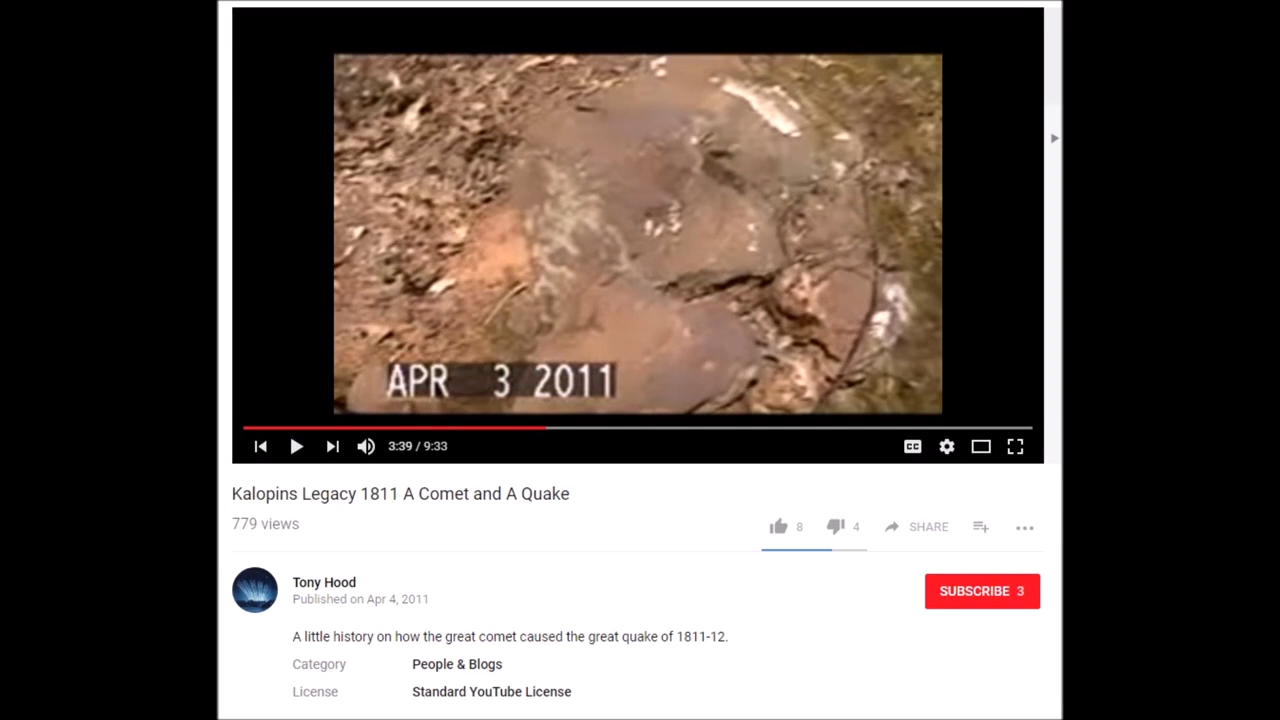 APR 3 2011
3:39 / 9:33
CC
Kalopins Legacy 1811 A Comet and A Quake
779 views
8 4 SHARE
Tony Hood
Published on Apr 4, 2011
SUBSCRIBE 3
A little history on how the great comet caused the great quake of 1811-12.
Category People & Blogs
License Standard YouTube License